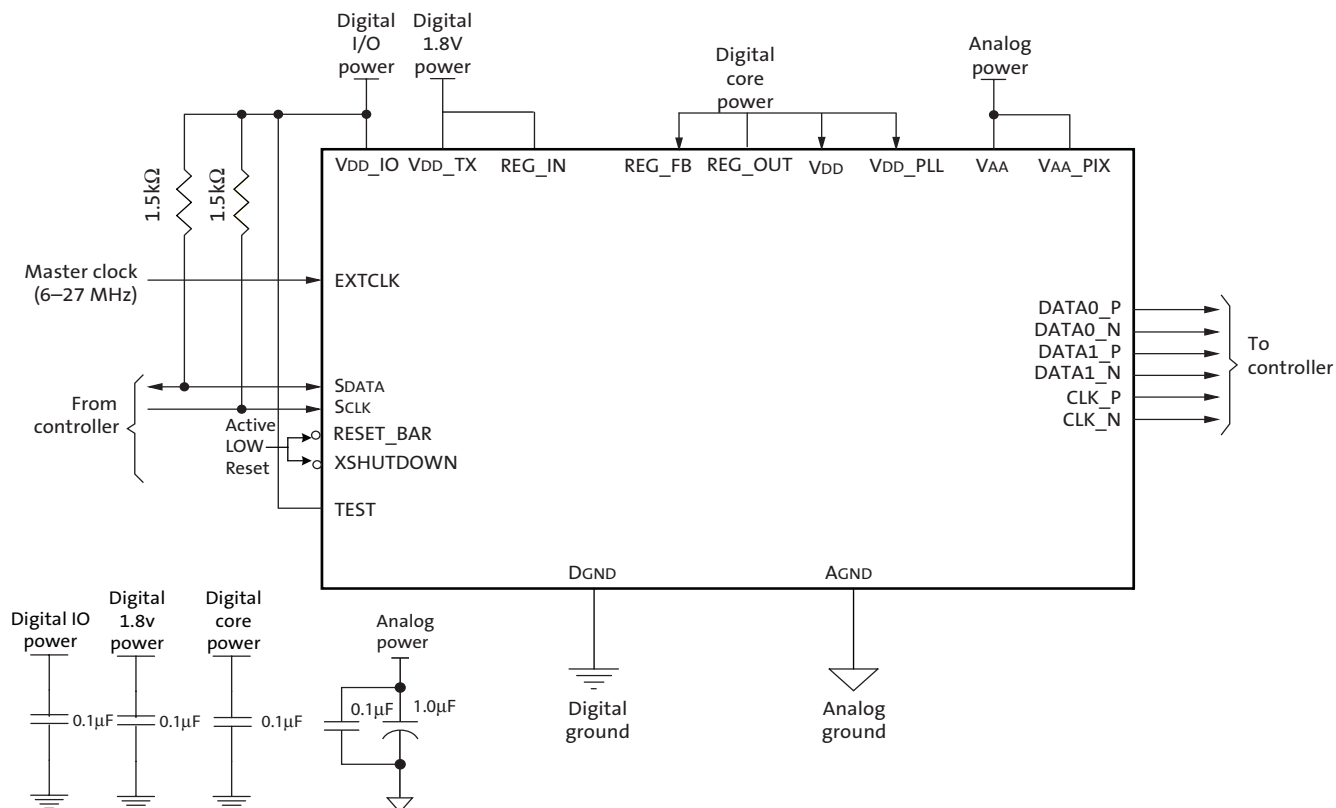 Digital
I/O
power
Digital
1.8V
power
Digital
core
power
Analog
power
VDD_IO
VDD_TX
REG_IN
REG_FB
REG_OUT
VDD
VDD_PLL
VAA
VAA_PIX
1.5kΩ
1.5kΩ
Master clock
(6–27 MHz)
EXTCLK
DATA0_P
DATA0_N
DATA1_P
DATA1_N
CLK_P
CLK_N
To
controller
From
controller
SDATA
SCLK
Active
LOW
Reset
RESET_BAR
XSHUTDOWN
TEST
DGND
AGND
Digital
ground
Analog
ground
Digital IO
power
Digital
1.8v
power
Digital
core
power
Analog
power
0.1µF
0.1µF
0.1µF
0.1µF
1.0µF